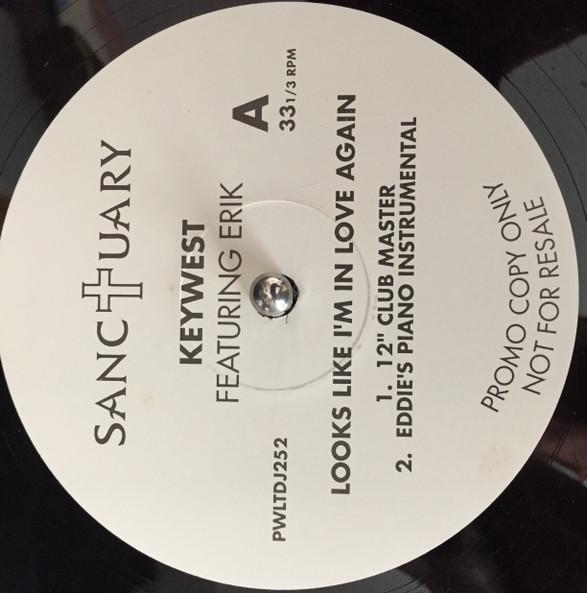 SANCTUARY
KEYWEST
FEATURING ERIK
A
PWLTDJ252
33 1/3 RPM
LOOKS LIKE I'M IN LOVE AGAIN
1. 12" CLUB MASTER
2. EDDIE'S PIANO INSTRUMENTAL
PROMO COPY ONLY
NOT FOR RESALE